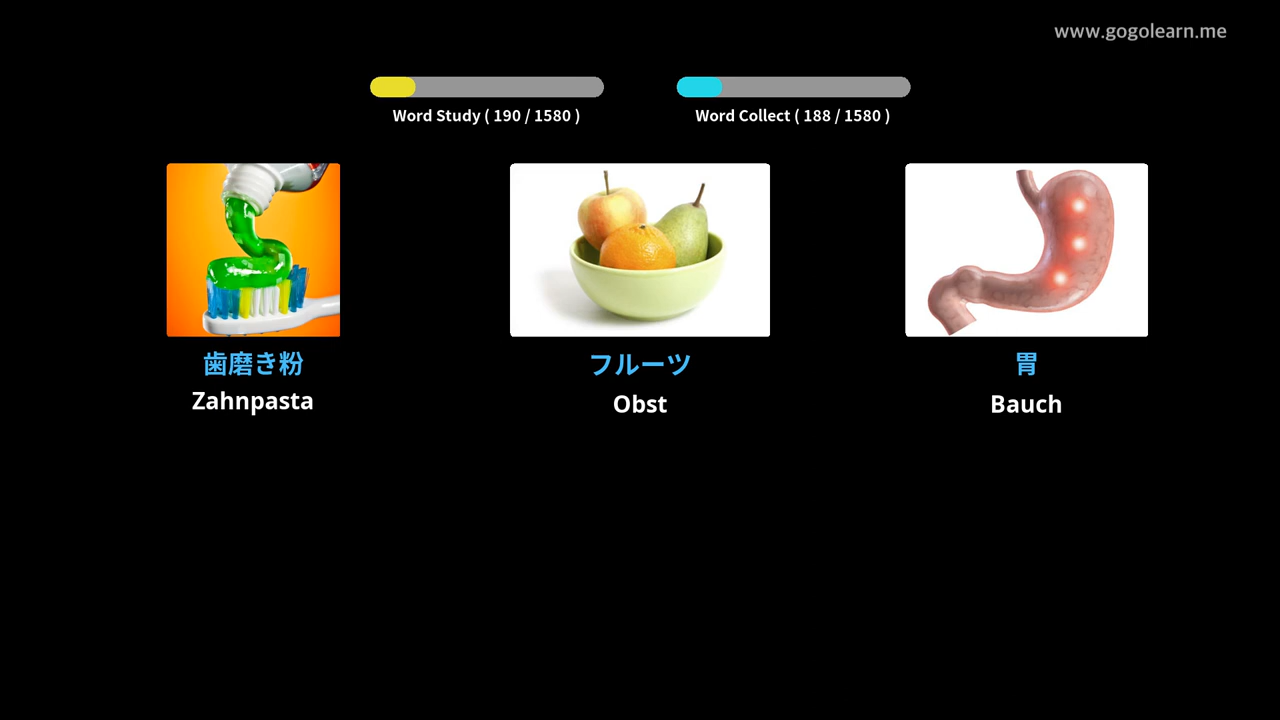 www.gogolearn.me
Word Study ( 190 / 1580 )
Word Collect ( 188 / 1580 )
歯磨き粉
フルーツ
胃
Zahnpasta
Obst
Bauch